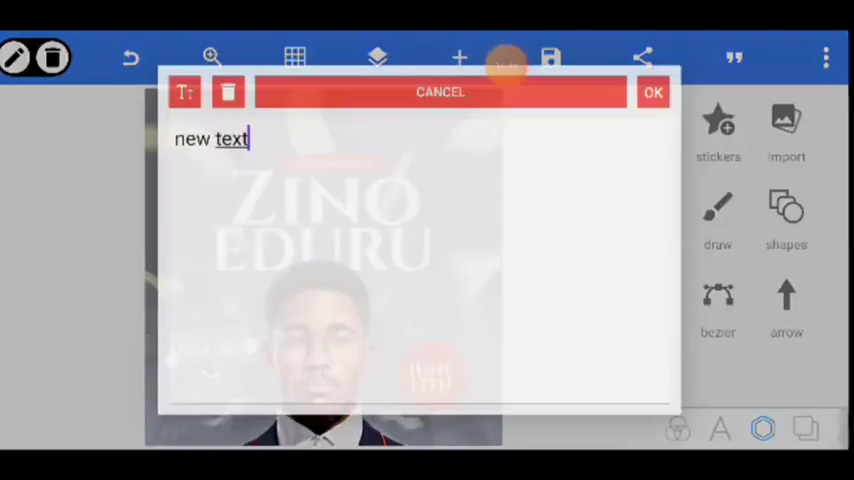 CANCEL
OK
new text
ZINO
EDURU
stickers
import
draw
shapes
bezier
arrow